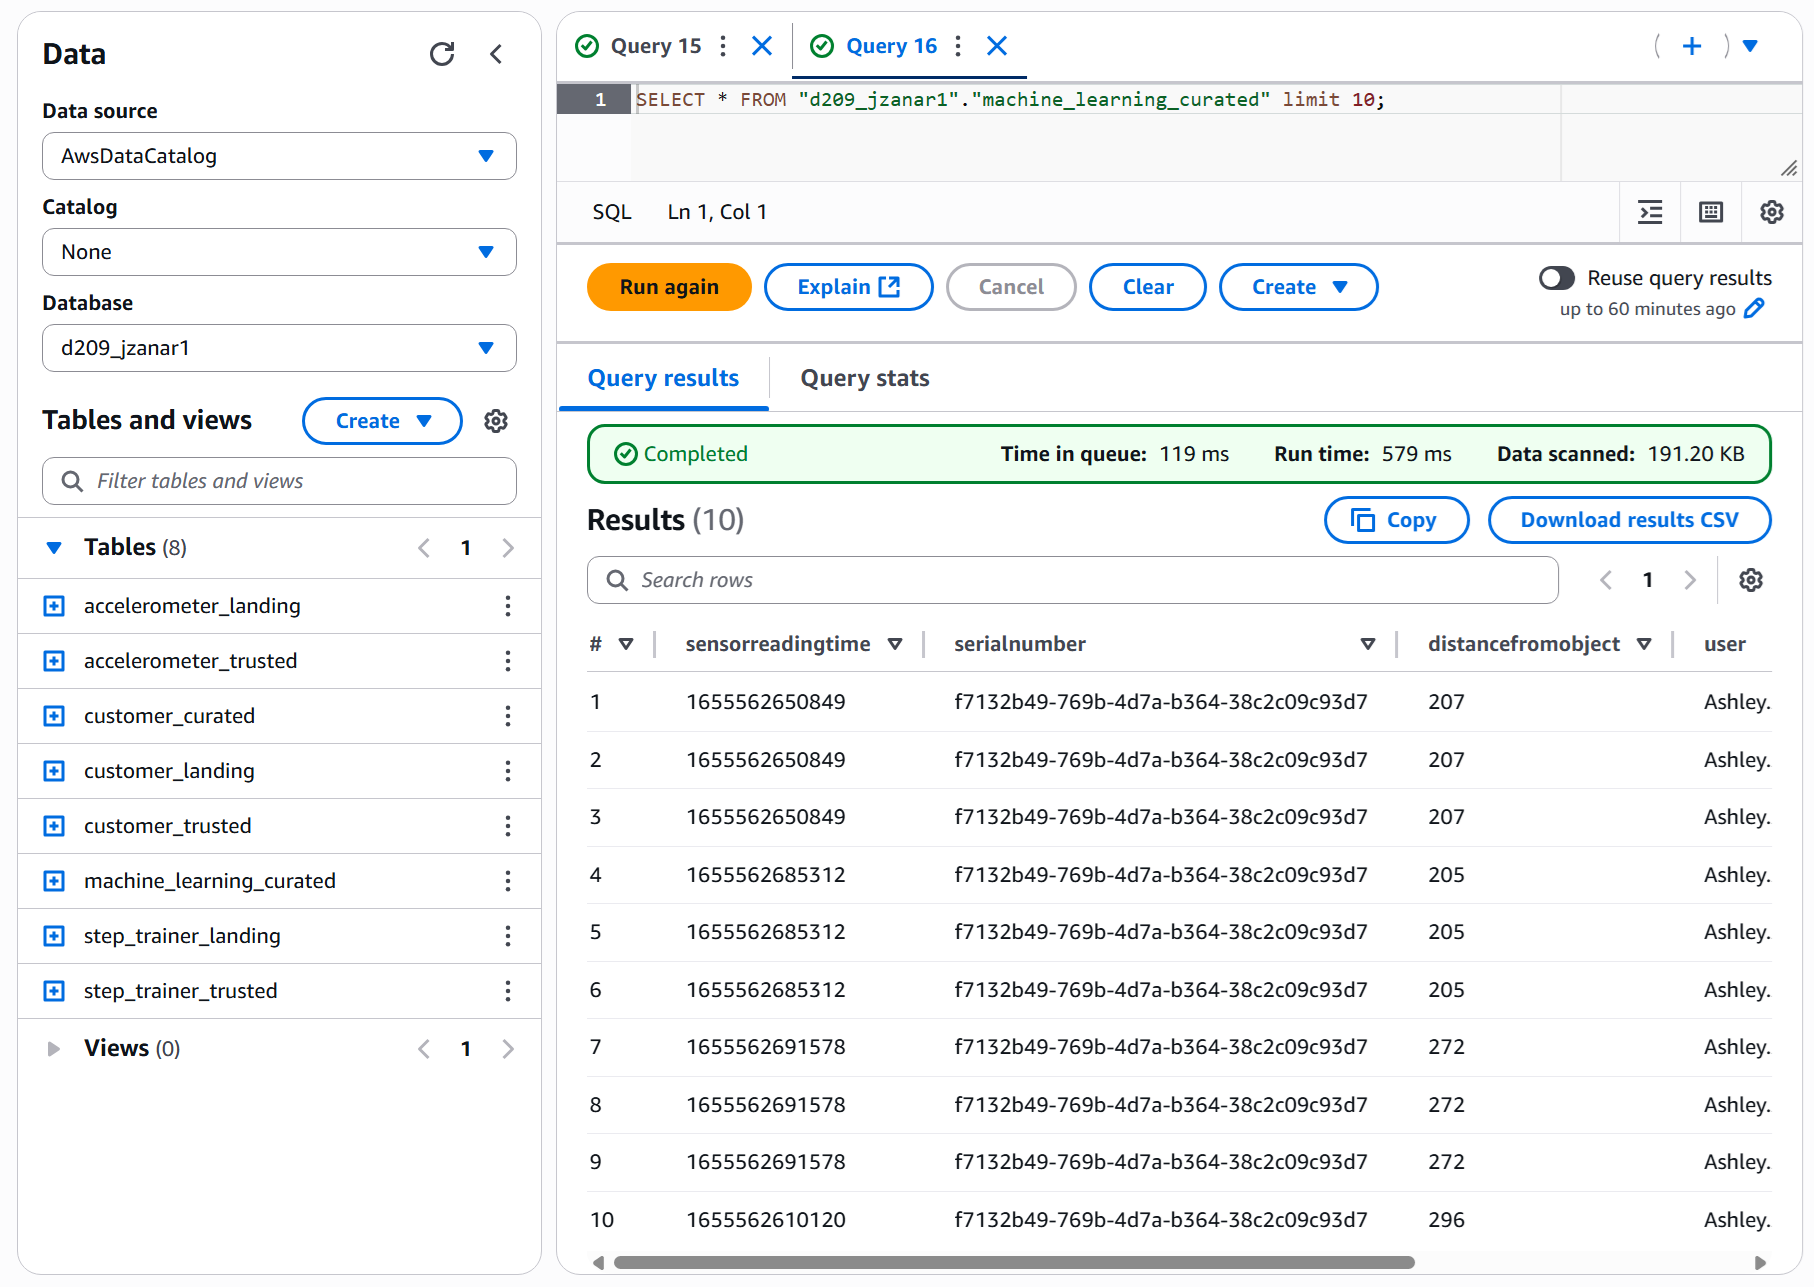 Data
Data source
AwsDataCatalog
Catalog
None
Database
d209_jzanar1
Tables and views
Create
Filter tables and views
Tables (8)
1
accelerometer_landing
accelerometer_trusted
customer_curated
customer_landing
customer_trusted
machine_learning_curated
step_trainer_landing
step_trainer_trusted
Views (0)
1
Query 15
Query 16
1 SELECT * FROM "d209_jzanar1"."machine_learning_curated" limit 10;
SQL Ln 1, Col 1
Run again Explain Cancel Clear Create
Reuse query results
up to 60 minutes ago
Query results Query stats
Completed Time in queue: 119 ms Run time: 579 ms Data scanned: 191.20 KB
Results (10) Copy Download results CSV
Search rows 1
# sensorreadingtime serialnumber distancefromobject user
1 1655562650849 f7132b49-769b-4d7a-b364-38c2c09c93d7 207 Ashley.
2 1655562650849 f7132b49-769b-4d7a-b364-38c2c09c93d7 207 Ashley.
3 1655562650849 f7132b49-769b-4d7a-b364-38c2c09c93d7 207 Ashley.
4 1655562685312 f7132b49-769b-4d7a-b364-38c2c09c93d7 205 Ashley.
5 1655562685312 f7132b49-769b-4d7a-b364-38c2c09c93d7 205 Ashley.
6 1655562685312 f7132b49-769b-4d7a-b364-38c2c09c93d7 205 Ashley.
7 1655562691578 f7132b49-769b-4d7a-b364-38c2c09c93d7 272 Ashley.
8 1655562691578 f7132b49-769b-4d7a-b364-38c2c09c93d7 272 Ashley.
9 1655562691578 f7132b49-769b-4d7a-b364-38c2c09c93d7 272 Ashley.
10 1655562610120 f7132b49-769b-4d7a-b364-38c2c09c93d7 296 Ashley.